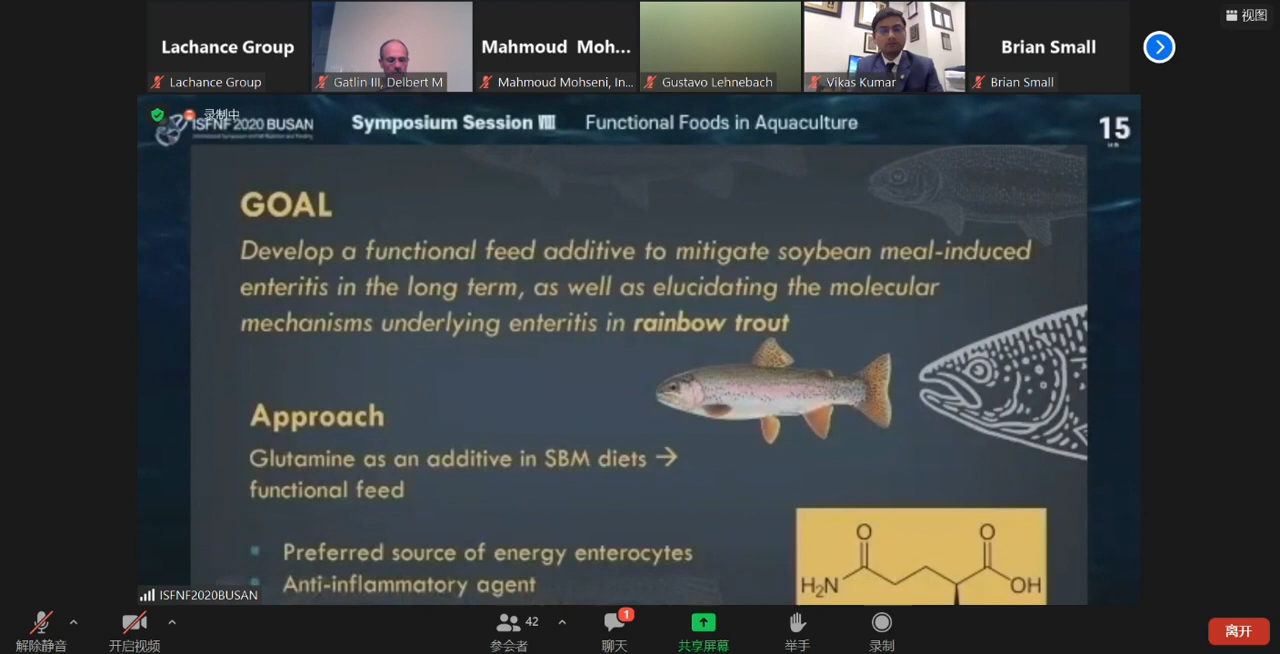 Lachance Group
Mahmoud Moh...
Brian Small
视图
Lachance Group
Gatlin III, Delbert M
Mahmoud Mohseni, In...
Gustavo Lehnebach
Vikas Kumar
Brian Small
录制中
ISFNF2020 BUSAN
Symposium Session Ⅷ
Functional Foods in Aquaculture
15
GOAL
Develop a functional feed additive to mitigate soybean meal-induced
enteritis in the long term, as well as elucidating the molecular
mechanisms underlying enteritis in rainbow trout
Approach
Glutamine as an additive in SBM diets →
functional feed
Preferred source of energy enterocytes
Anti-inflammatory agent
O
O
H₂N
OH
ISFNF2020BUSAN
42
1
解除静音
开启视频
参会者
聊天
共享屏幕
举手
录制
离开